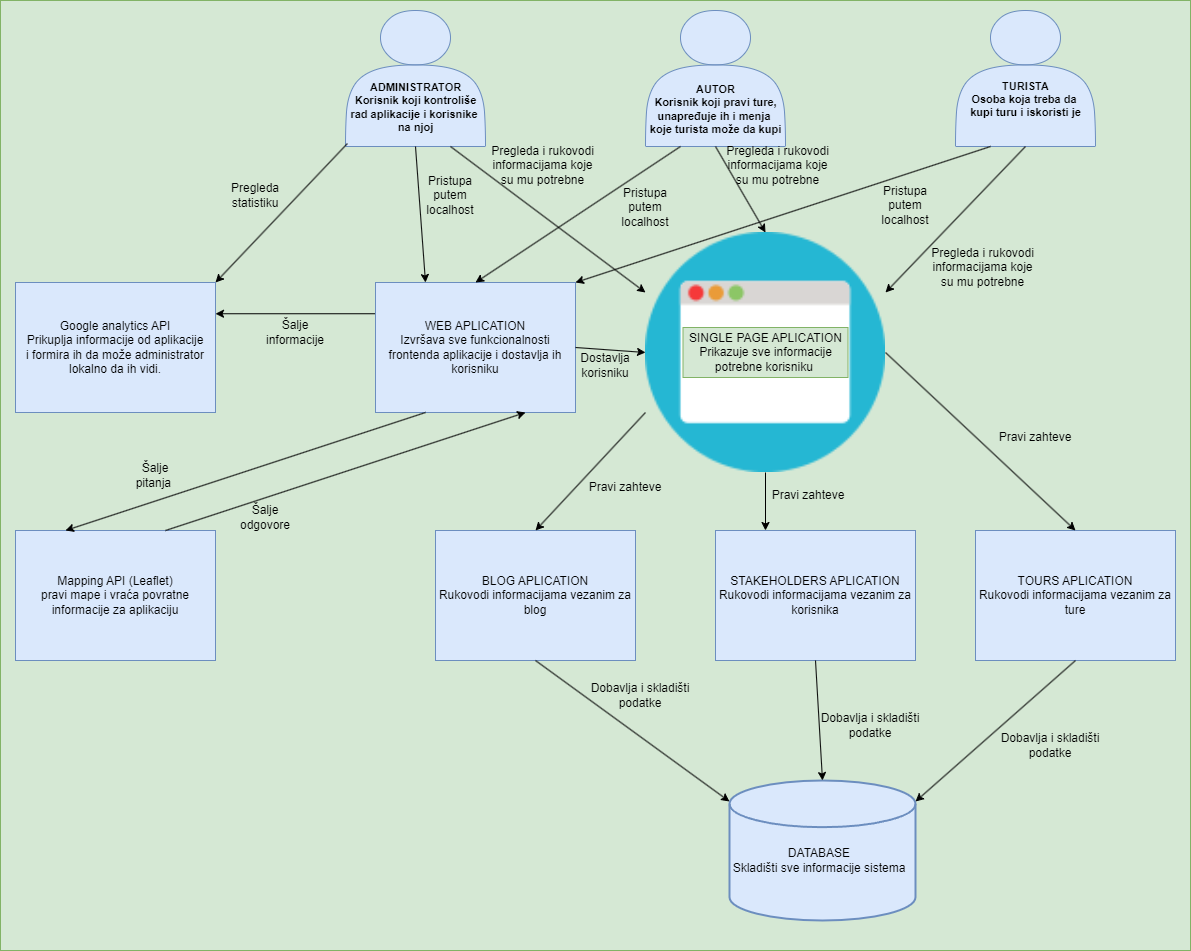 ADMINISTRATOR
Korisnik koji kontroliše
rad aplikacije i korisnike
na njoj
AUTOR
Korisnik koji pravi ture,
unapređuje ih i menja
koje turista može da kupi
TURISTA
Osoba koja treba da
kupi turu i iskoristi je
Pregleda
statistiku
Pristupa
putem
localhost
Pregleda i rukovodi
informacijama koje
su mu potrebne
Pristupa
putem
localhost
Pregleda i rukovodi
informacijama koje
su mu potrebne
Pristupa
putem
localhost
Pregleda i rukovodi
informacijama koje
su mu potrebne
Google analytics API
Prikuplja informacije od aplikacije
i formira ih da može administrator
lokalno da ih vidi.
Šalje
informacije
WEB APLICATION
Izvršava sve funkcionalnosti
frontenda aplikacije i dostavlja ih
korisniku
Dostavlja
korisniku
SINGLE PAGE APLICATION
Prikazuje sve informacije
potrebne korisniku
Šalje
pitanja
Šalje
odgovore
Pravi zahteve
Pravi zahteve
Pravi zahteve
Mapping API (Leaflet)
pravi mape i vraća povratne
informacije za aplikaciju
BLOG APLICATION
Rukovodi informacijama vezanim za
blog
STAKEHOLDERS APLICATION
Rukovodi informacijama vezanim za
korisnika
TOURS APLICATION
Rukovodi informacijama vezanim za
ture
Dobavlja i skladišti
podatke
Dobavlja i skladišti
podatke
Dobavlja i skladišti
podatke
DATABASE
Skladišti sve informacije sistema